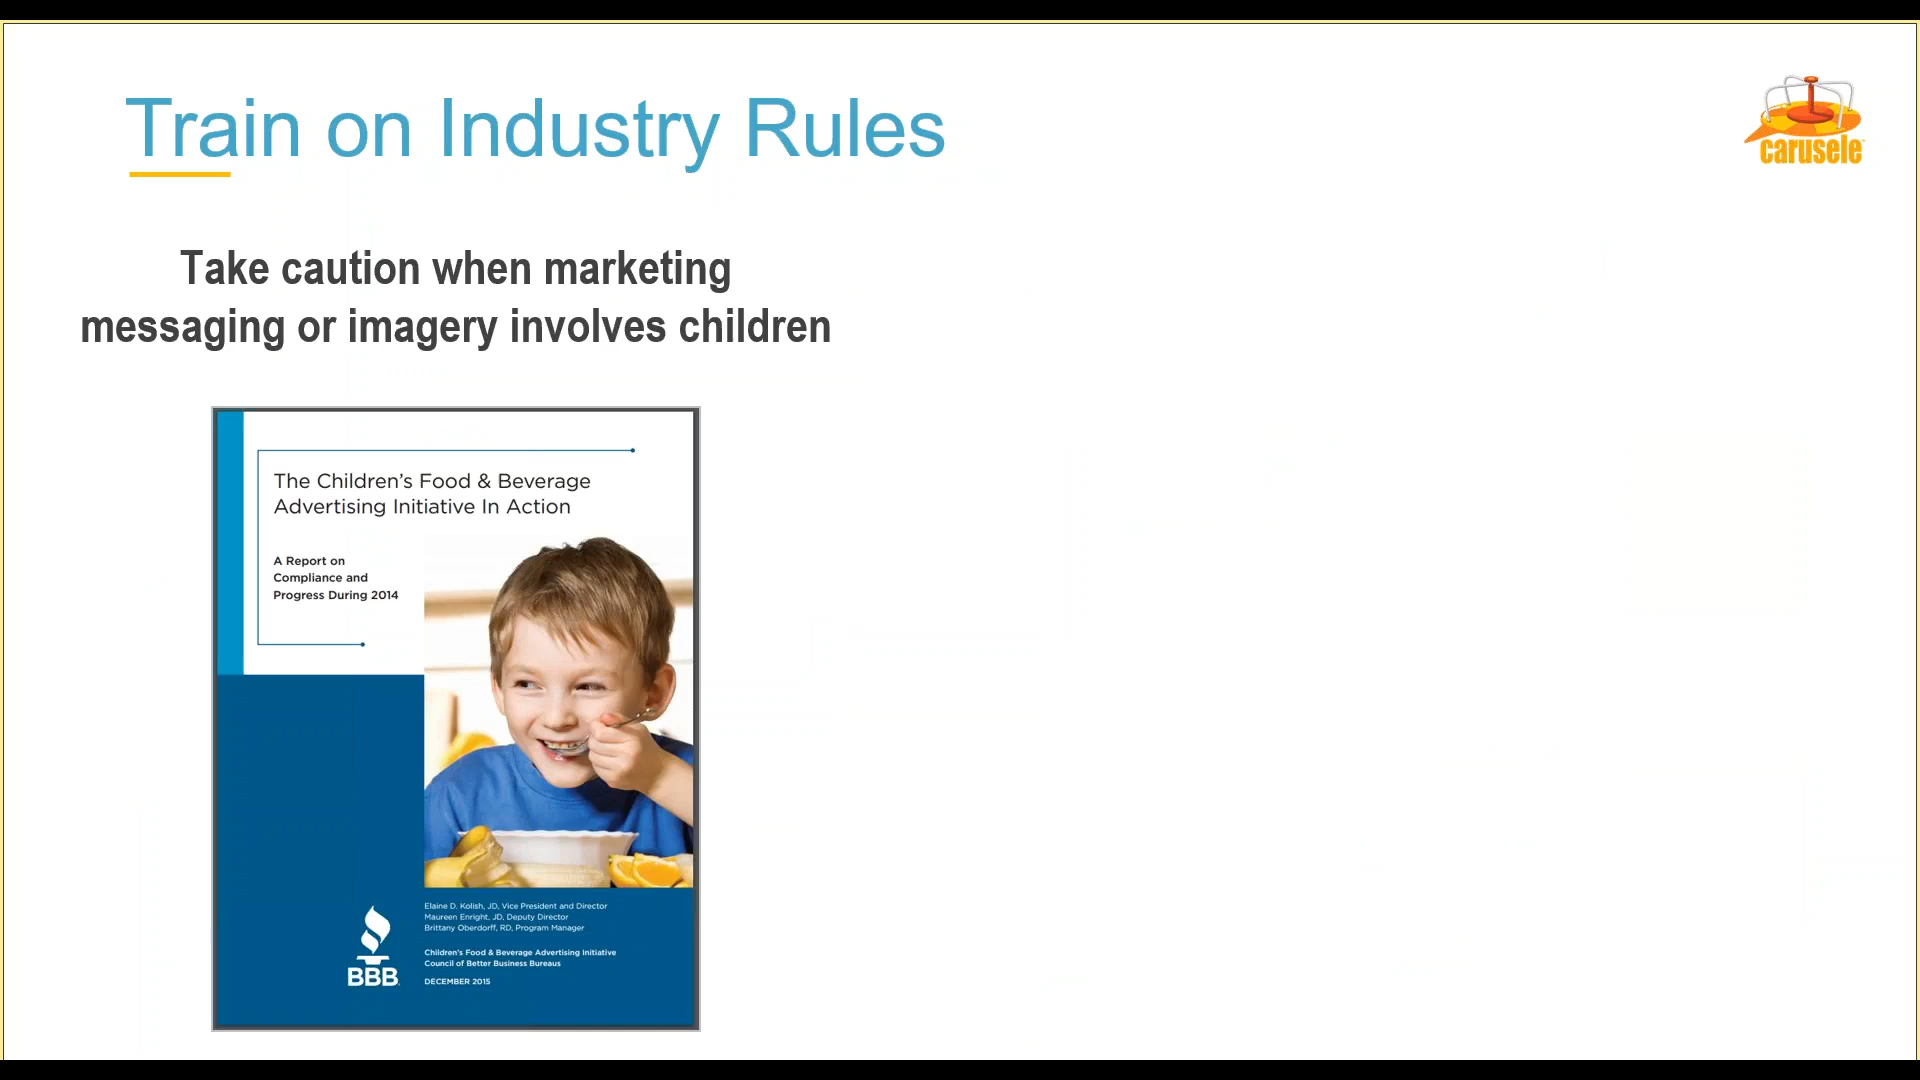 Train on Industry Rules
carusele
Take caution when marketing
messaging or imagery involves children
The Children's Food & Beverage
Advertising Initiative In Action
A Report on
Compliance and
Progress During 2014
Elaine D. Kolish, JD, Vice President and Director
Maureen Enright, JD, Deputy Director
Brittany Oberdorff, RD, Program Manager
Children's Food & Beverage Advertising Initiative
Council of Better Business Bureaus
DECEMBER 2015
BBB